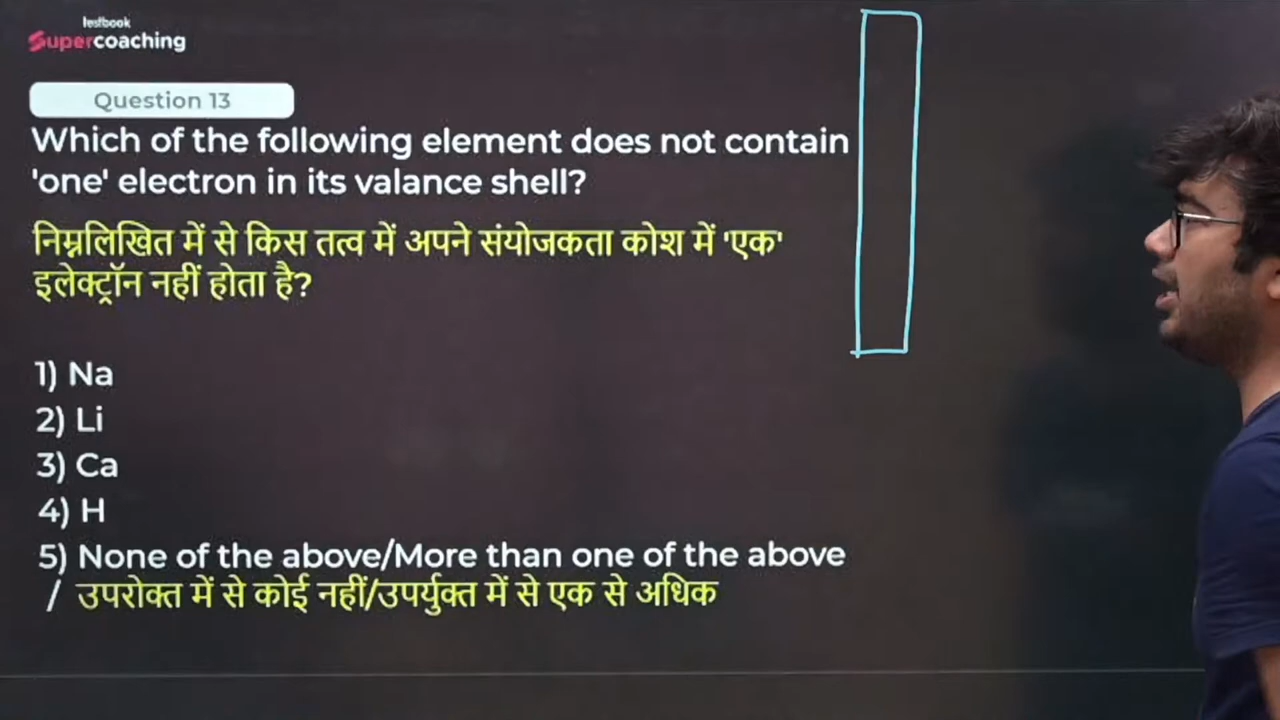 testbook
Supercoaching
Question 13
Which of the following element does not contain
'one' electron in its valance shell?
निम्नलिखित में से किस तत्व में अपने संयोजकता कोश में 'एक'
इलेक्ट्रॉन नहीं होता है?
1) Na
2) Li
3) Ca
4) H
5) None of the above/More than one of the above
/ उपरोक्त में से कोई नहीं/उपर्युक्त में से एक से अधिक